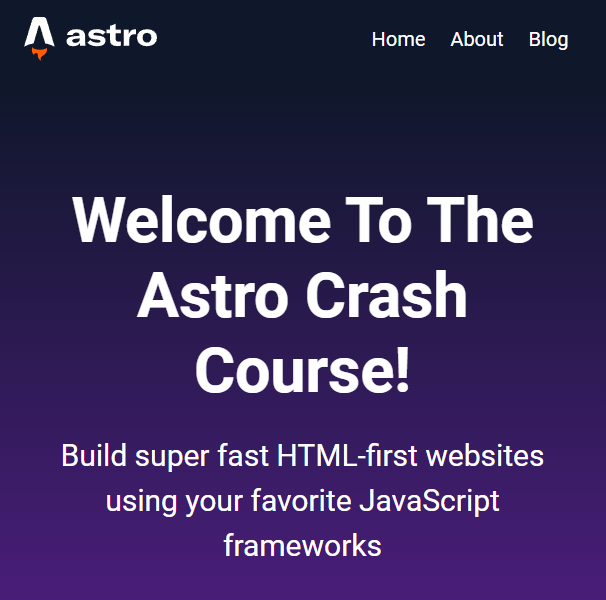 astro
Home About Blog
Welcome To The
Astro Crash
Course!
Build super fast HTML-first websites
using your favorite JavaScript
frameworks